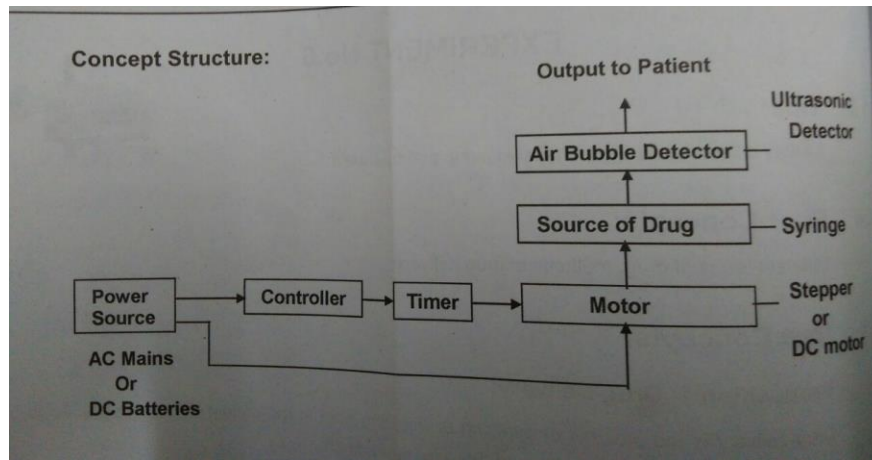 Concept Structure:
Output to Patient
Ultrasonic
Detector
Air Bubble Detector
Source of Drug
Syringe
Power
Source
Controller
Timer
Motor
Stepper
or
DC motor
AC Mains
Or
DC Batteries